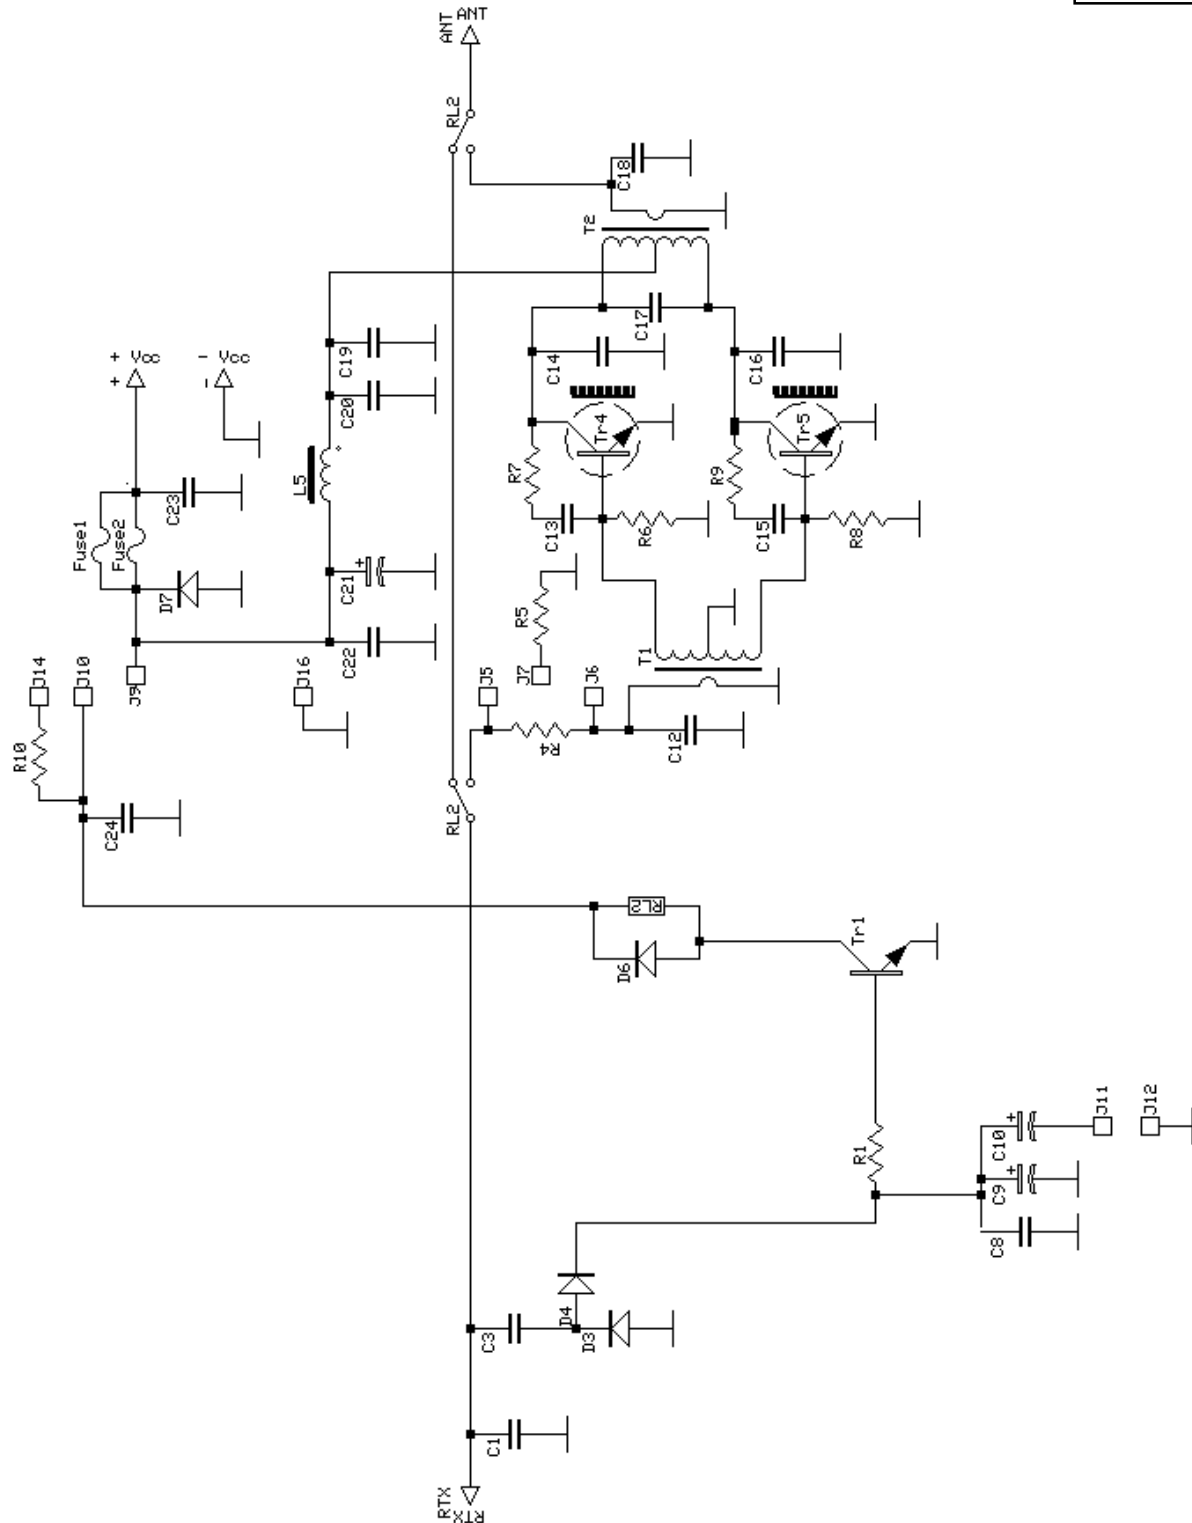 ANT
ANT
RL2
C18
T2
C19
C20
C17
C14
C16
+ Vcc
+
- Vcc
-
Tr4
Tr5
L5
R7
R9
C23
Fuse1
Fuse2
C13
R6
C15
R8
D7
C21
C22
R5
T1
J14
J10
J9
J16
J5
J7
J6
R10
R4
C12
C24
RL2
RL2
D6
Tr1
J11
J12
R1
C10
+
C9
+
C8
D4
C3
D3
C1
RTX
RTX